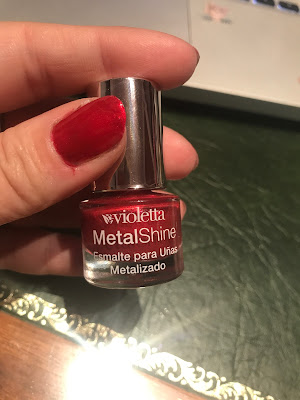 violetta
MetalShine
Esmalte para Uñas
Metalizado